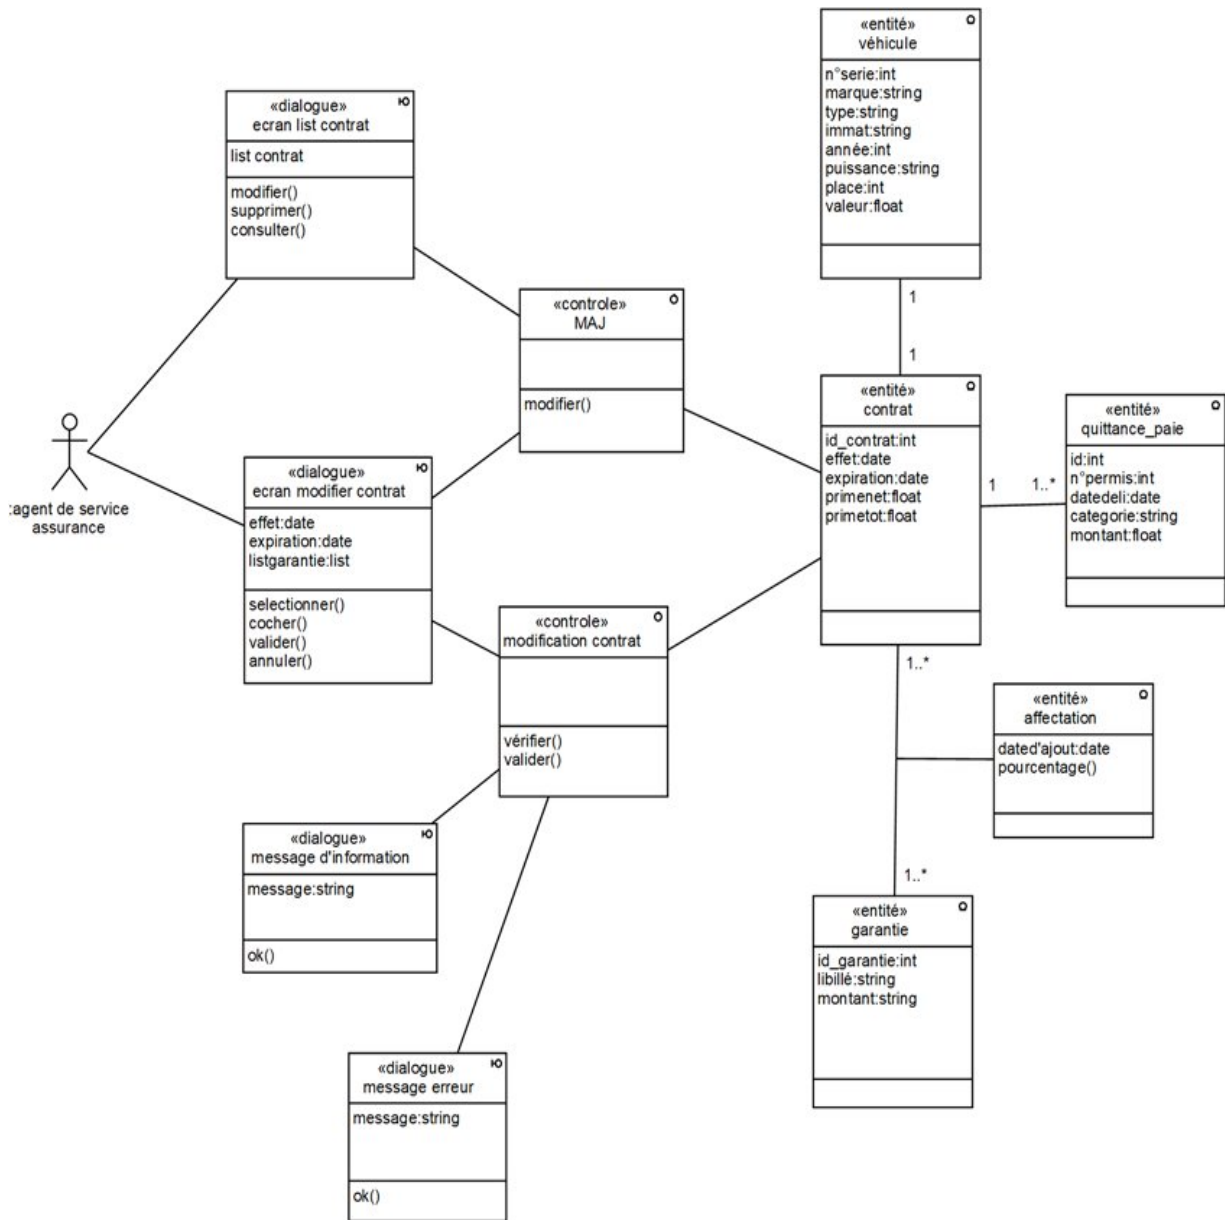 «entité»
véhicule
n°serie:int
marque:string
type:string
immat:string
année:int
puissance:string
place:int
valeur:float
«dialogue»
ecran list contrat
list contrat
modifier()
supprimer()
consulter()
«controle»
MAJ
modifier()
1
1
«entité»
contrat
id_contrat:int
effet:date
expiration:date
primenet:float
primetot:float
1
1..*
«entité»
quittance_paie
id:int
n°permis:int
datedeli:date
categorie:string
montant:float
:agent de service
assurance
«dialogue»
ecran modifier contrat
effet:date
expiration:date
listgarantie:list
selectionner()
cocher()
valider()
annuler()
«controle»
modification contrat
vérifier()
valider()
1..*
«entité»
affectation
dated'ajout:date
pourcentage()
1..*
«dialogue»
message d'information
message:string
ok()
«entité»
garantie
id_garantie:int
libillé:string
montant:string
«dialogue»
message erreur
message:string
ok()